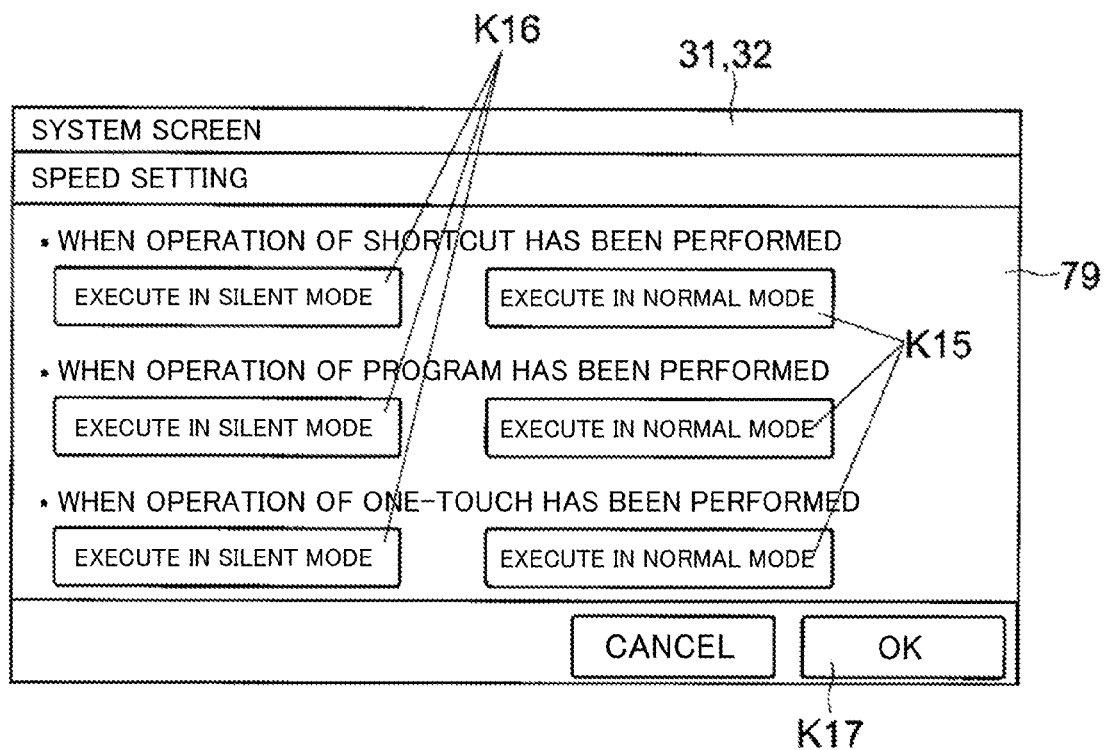 K16
31,32
SYSTEM SCREEN
SPEED SETTING
• WHEN OPERATION OF SHORTCUT HAS BEEN PERFORMED
EXECUTE IN SILENT MODE EXECUTE IN NORMAL MODE
79
K15
• WHEN OPERATION OF PROGRAM HAS BEEN PERFORMED
EXECUTE IN SILENT MODE EXECUTE IN NORMAL MODE
• WHEN OPERATION OF ONE-TOUCH HAS BEEN PERFORMED
EXECUTE IN SILENT MODE EXECUTE IN NORMAL MODE
CANCEL OK
K17